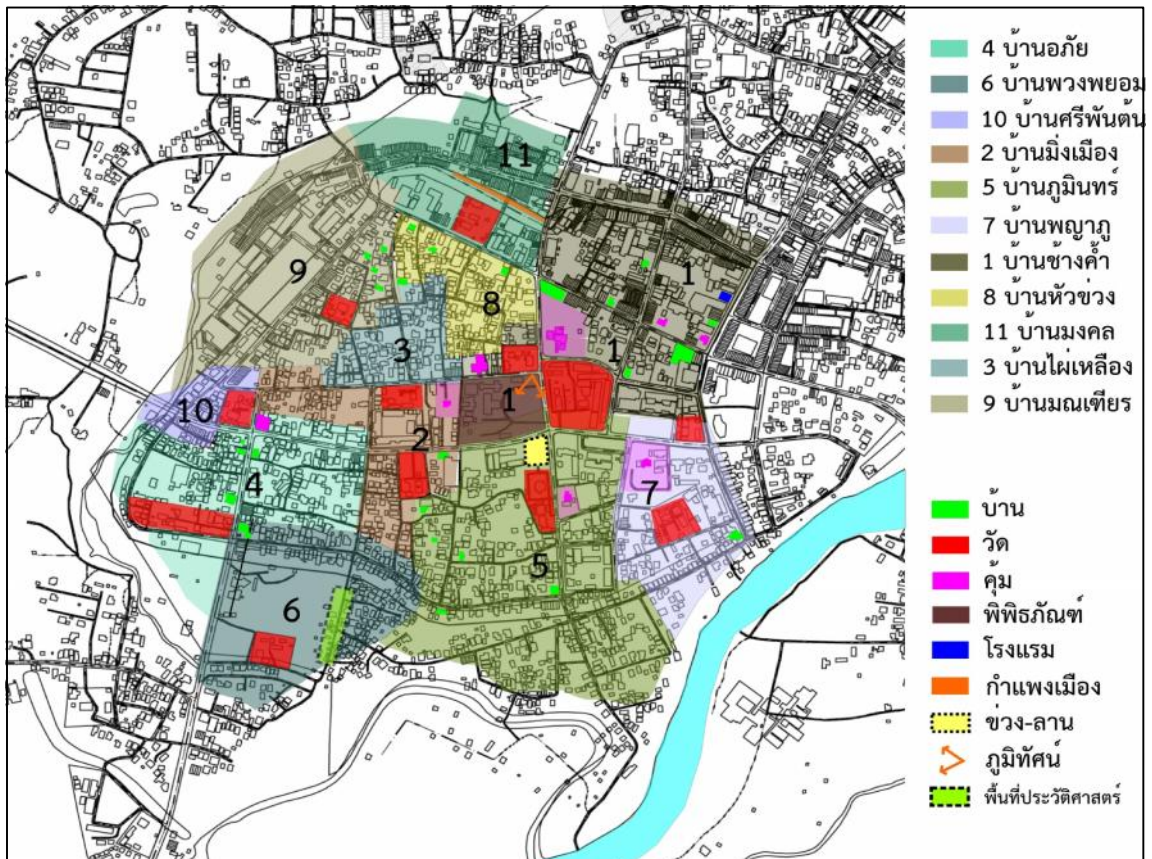 11
1
9
8
3
1
10
1
2
7
4
5
6
4 บ้านอภัย
6 บ้านพวงพยอม
10 บ้านศรีพันต้น
2 บ้านมิ่งเมือง
5 บ้านภูมินทร์
7 บ้านพญาภู
1 บ้านช้างค้ำ
8 บ้านหัวข่วง
11 บ้านมงคล
3 บ้านไผ่เหลือง
9 บ้านมณเฑียร
บ้าน
วัด
คุ้ม
พิพิธภัณฑ์
โรงแรม
กำแพงเมือง
ข่วง-ลาน
ภูมิทัศน์
พื้นที่ประวัติศาสตร์